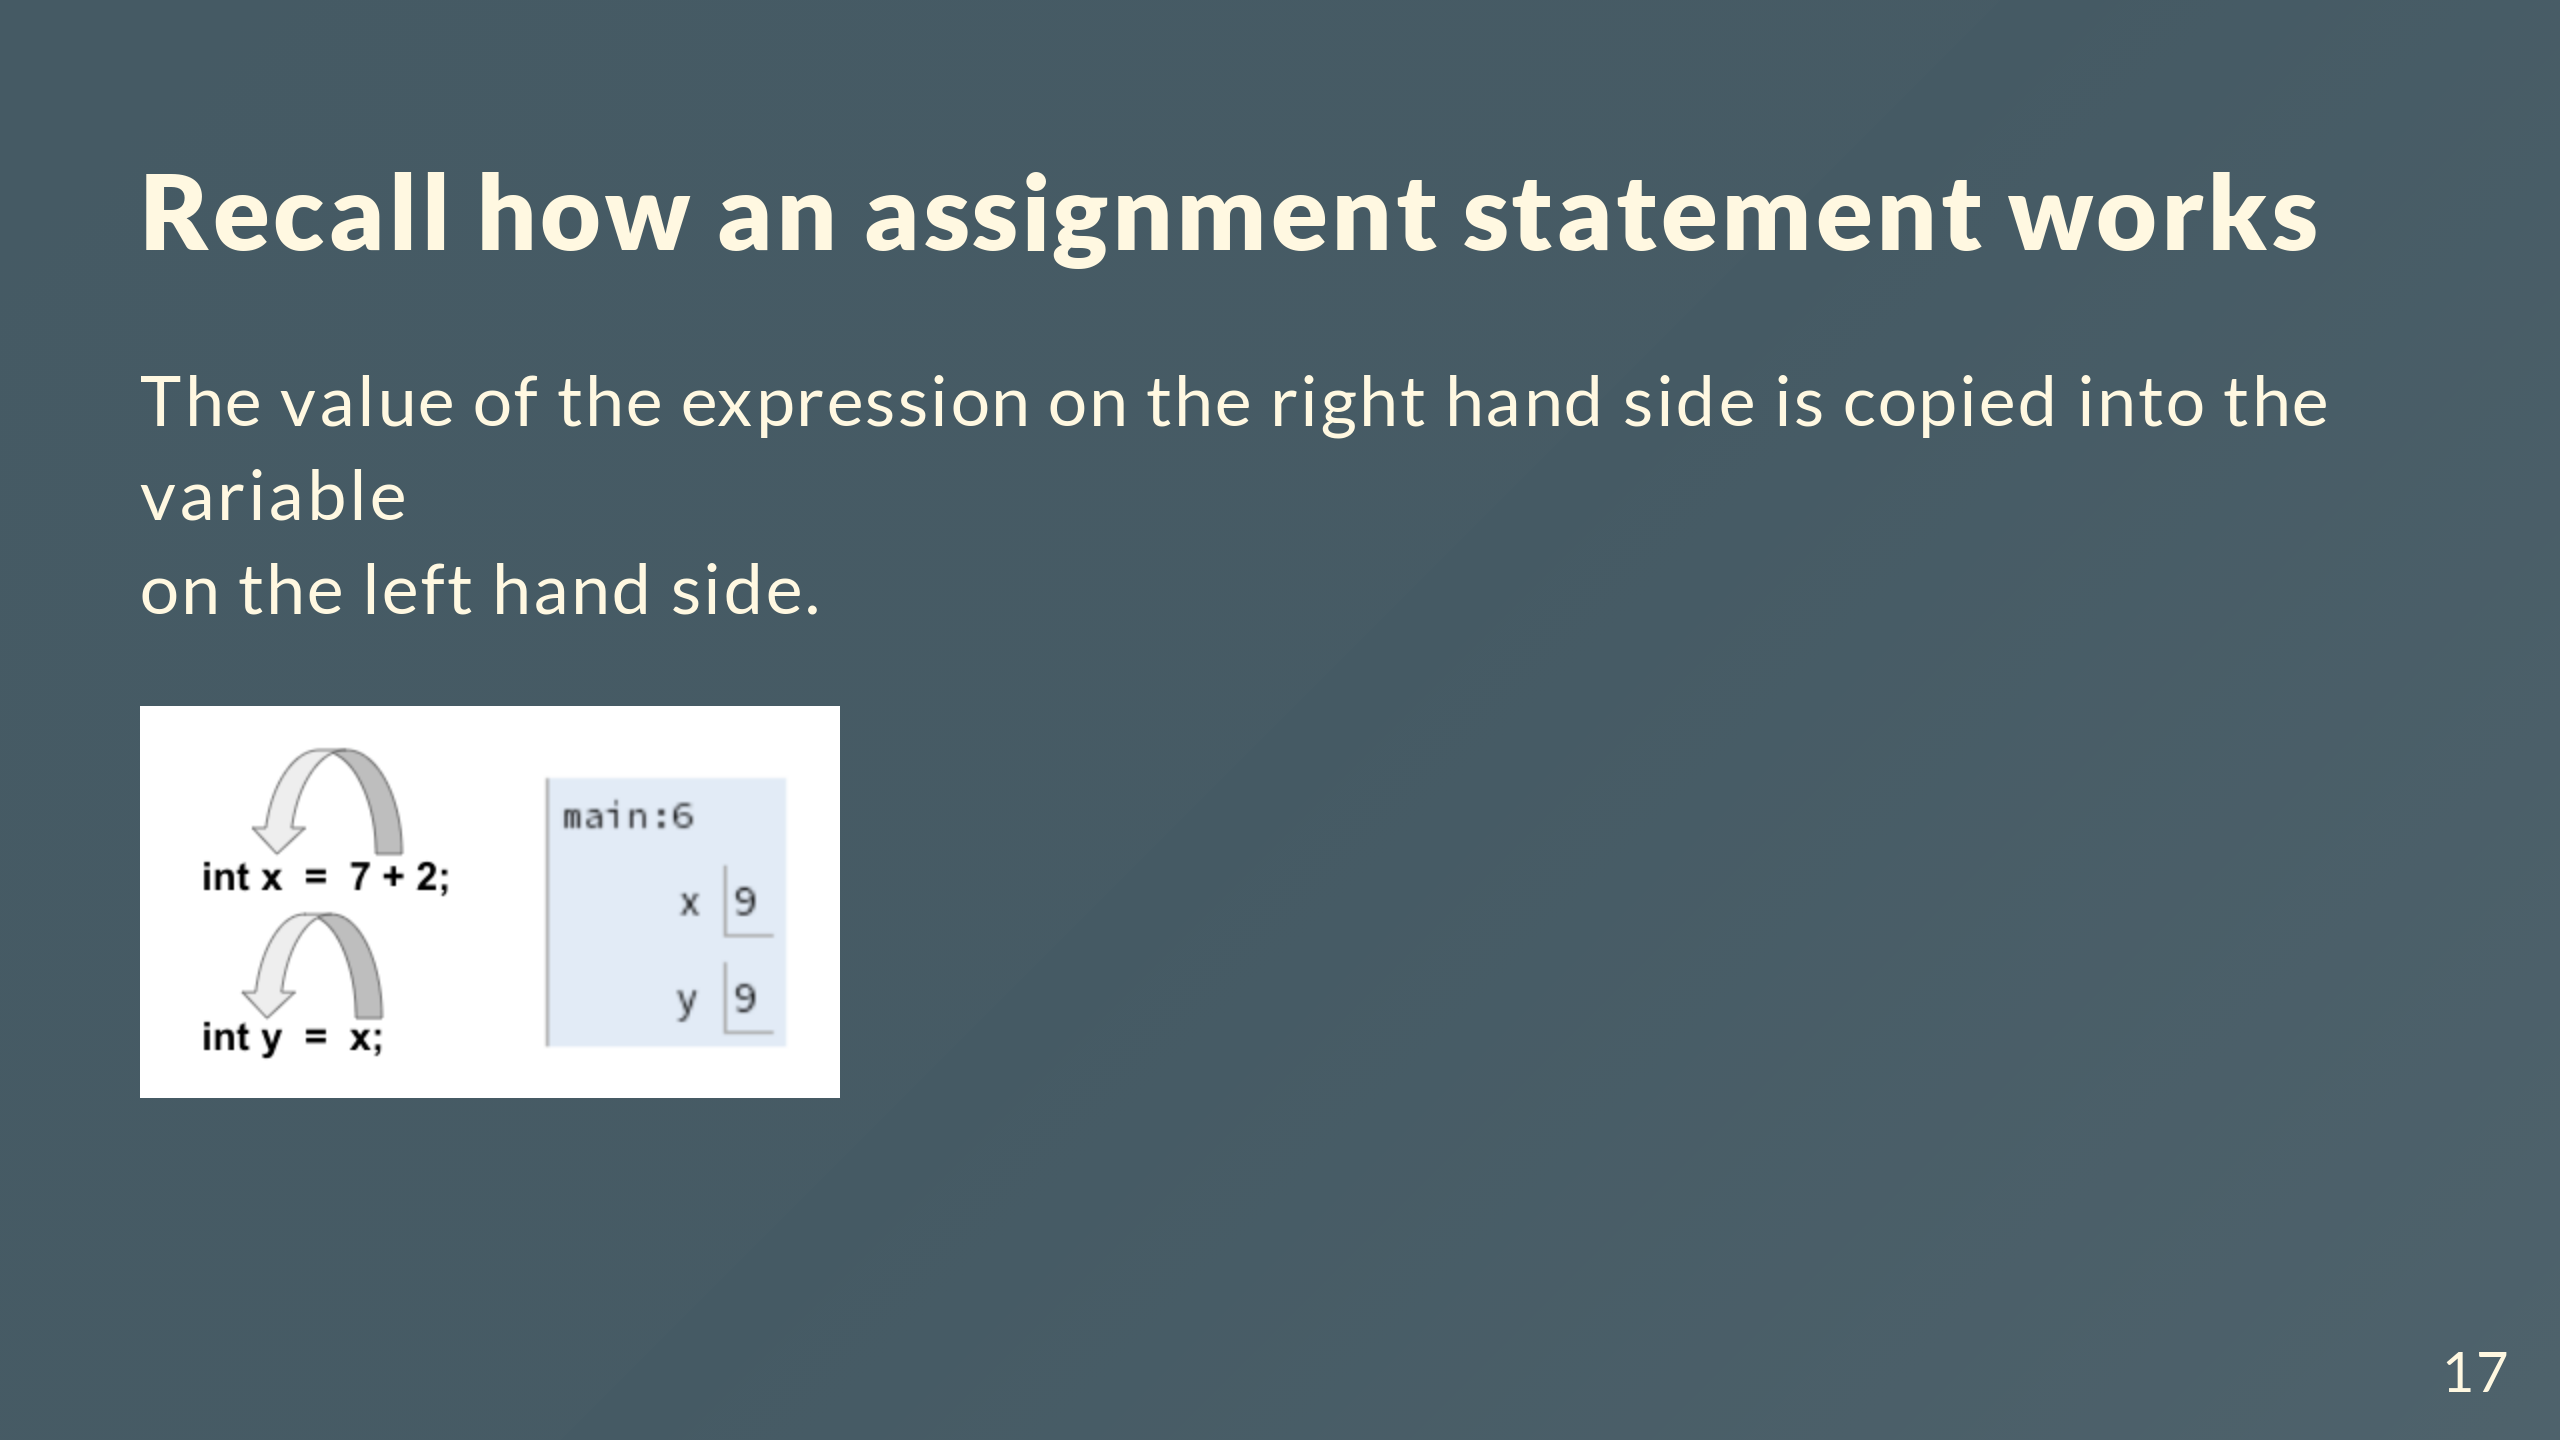 Recall how an assignment statement works
The value of the expression on the right hand side is copied into the
variable
on the left hand side.
int x = 7 + 2;
int y = x;
main:6
x 9
y 9
17